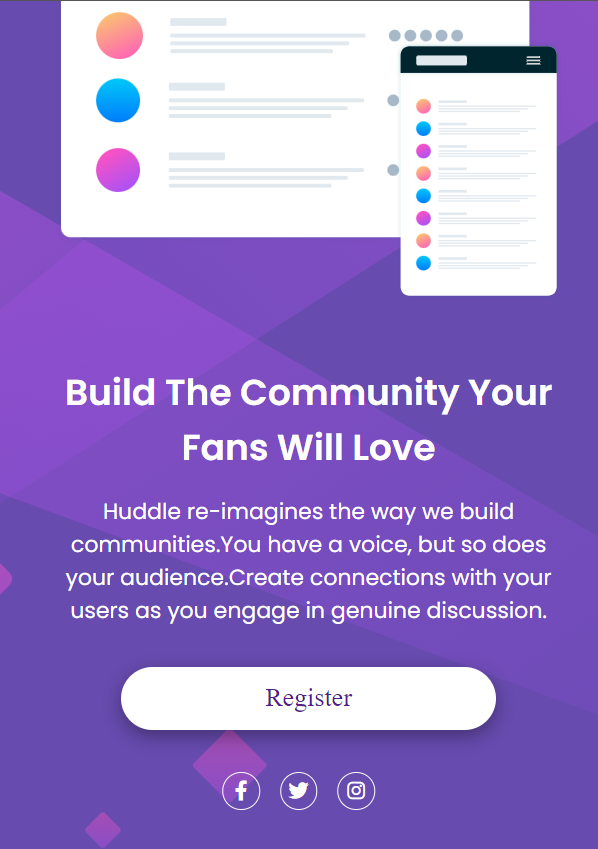 Build The Community Your
Fans Will Love
Huddle re-imagines the way we build
communities.You have a voice, but so does
your audience.Create connections with your
users as you engage in genuine discussion.
Register